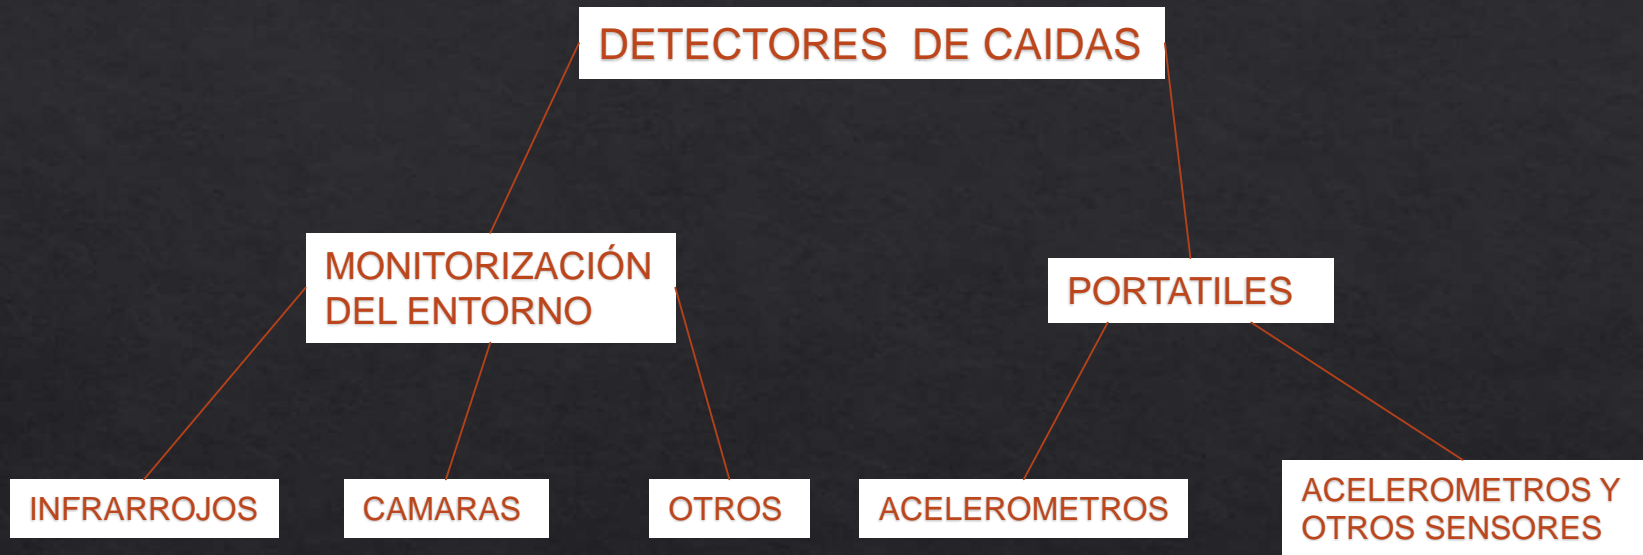 DETECTORES DE CAIDAS
MONITORIZACIÓN
DEL ENTORNO
PORTATILES
INFRARROJOS
CAMARAS
OTROS
ACELEROMETROS
ACELEROMETROS Y
OTROS SENSORES